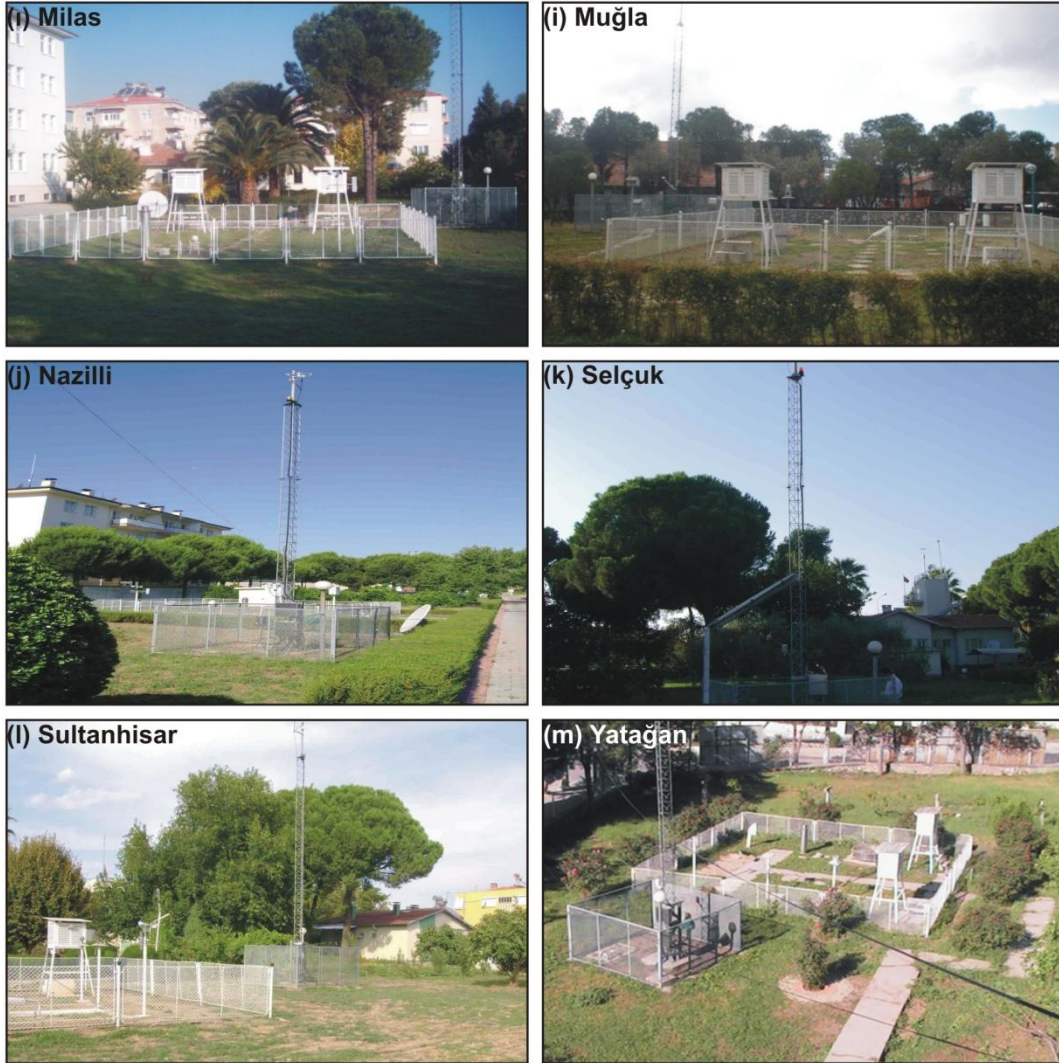 (ı) Milas
(i) Muğla
(j) Nazilli
(k) Selçuk
(l) Sultanhisar
(m) Yatağan